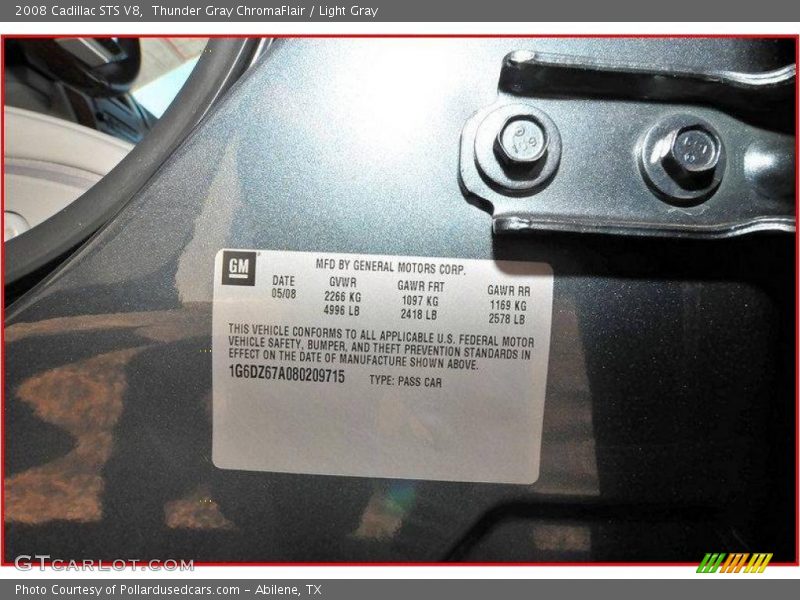 2008 Cadillac STS V8,  Thunder Gray ChromaFlair / Light Gray
GM
MFD BY GENERAL MOTORS CORP.
DATE GVWR GAWR FRT GAWR RR
05/08 2266 KG 1097 KG 1169 KG
4996 LB 2418 LB 2578 LB
THIS VEHICLE CONFORMS TO ALL APPLICABLE U.S. FEDERAL MOTOR
VEHICLE SAFETY, BUMPER, AND THEFT PREVENTION STANDARDS IN
EFFECT ON THE DATE OF MANUFACTURE SHOWN ABOVE.
1G6DZ67A080209715 TYPE: PASS CAR
GTCARLOT.COM
Photo Courtesy of Pollardusedcars.com - Abilene, TX